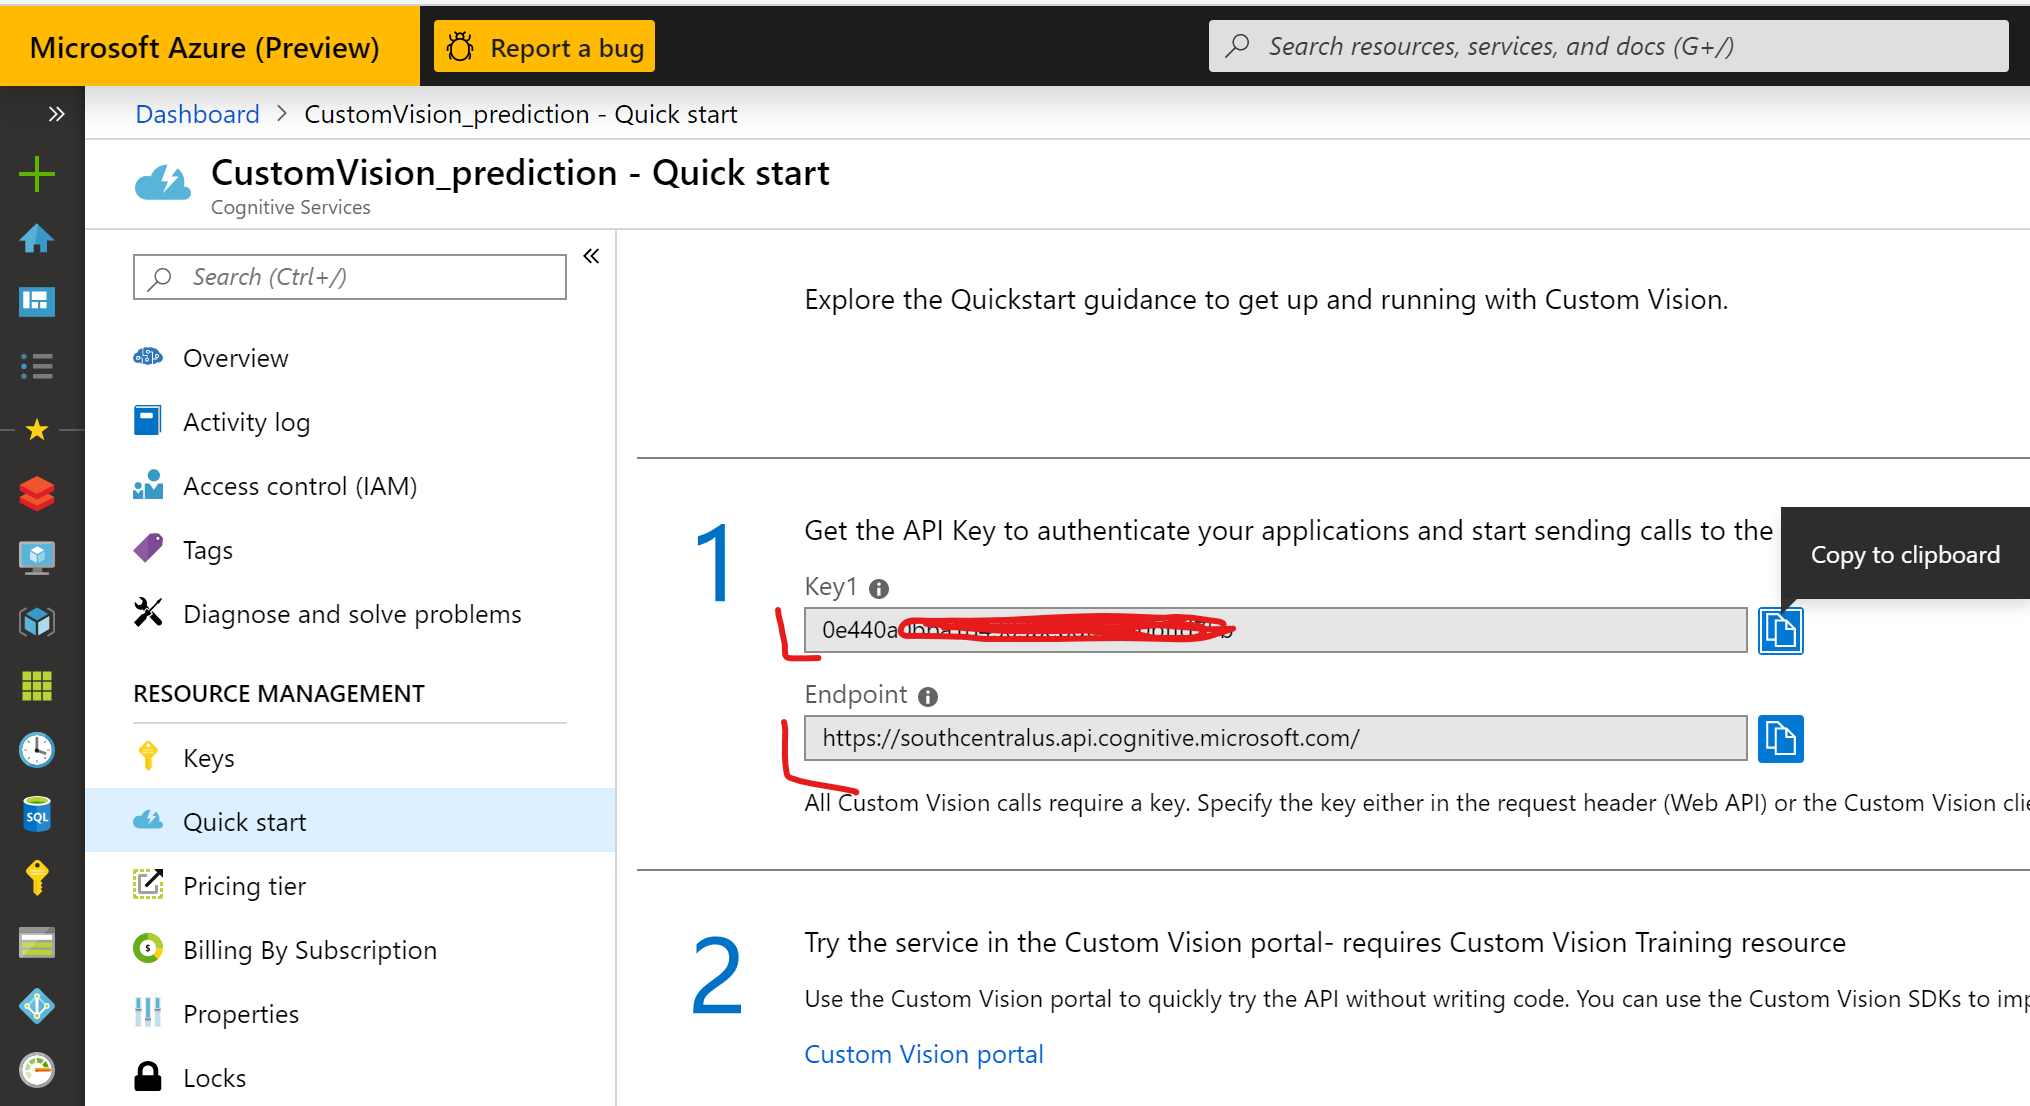 Microsoft Azure (Preview)
Report a bug
Search resources, services, and docs (G+/)
Dashboard > CustomVision_prediction - Quick start
CustomVision_prediction - Quick start
Cognitive Services
Search (Ctrl+/)
Overview
Activity log
Access control (IAM)
Tags
Diagnose and solve problems
RESOURCE MANAGEMENT
Keys
Quick start
Pricing tier
Billing By Subscription
Properties
Locks
SQL
Explore the Quickstart guidance to get up and running with Custom Vision.
1
Get the API Key to authenticate your applications and start sending calls to the
Copy to clipboard
Key1
0e440a
Endpoint
https://southcentralus.api.cognitive.microsoft.com/
All Custom Vision calls require a key. Specify the key either in the request header (Web API) or the Custom Vision clie
2
Try the service in the Custom Vision portal- requires Custom Vision Training resource
Use the Custom Vision portal to quickly try the API without writing code. You can use the Custom Vision SDKs to imp
Custom Vision portal